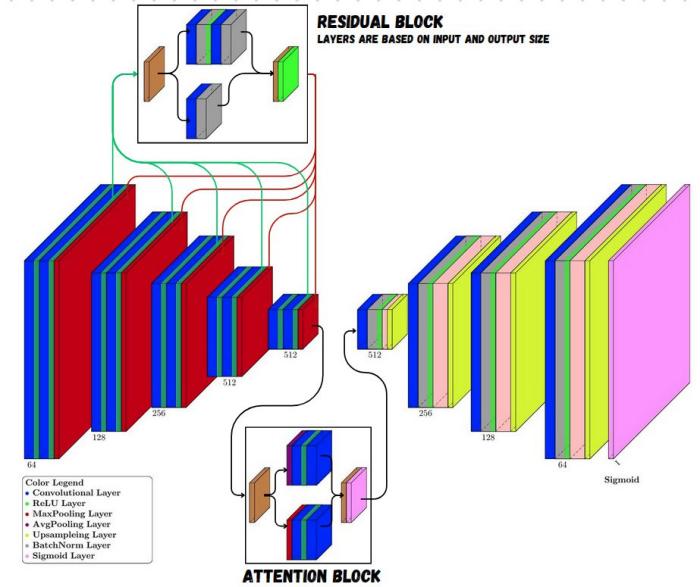 RESIDUAL BLOCK
LAYERS ARE BASED ON INPUT AND OUTPUT SIZE
64
128
256
512
512
512
256
128
64
1
Sigmoid
Color Legend
Convolutional Layer
ReLU Layer
MaxPooling Layer
AvgPooling Layer
Upsampleing Layer
BatchNorm Layer
Sigmoid Layer
ATTENTION BLOCK